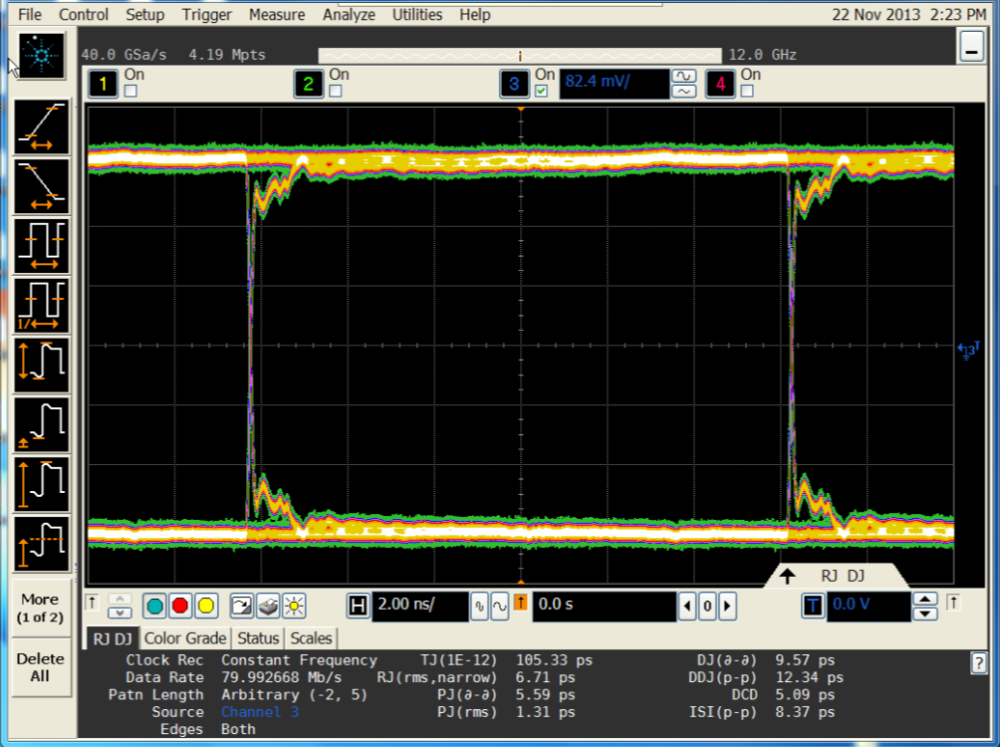 File Control Setup Trigger Measure Analyze Utilities Help 22 Nov 2013 2:23 PM
40.0 GSa/s 4.19 Mpts 12.0 GHz
1 On 2 On 3 On 82.4 mV/ 4 On
1/
3
T
RJ DJ
More
(1 of 2)
H 2.00 ns/ 0.0 s 0 T 0.0 V
Delete
All
RJ DJ Color Grade Status Scales
Clock Rec Constant Frequency TJ(1E-12) 105.33 ps DJ(∂-∂) 9.57 ps ?
Data Rate 79.992668 Mb/s RJ(rms,narrow) 6.71 ps DDJ(p-p) 12.34 ps
Patn Length Arbitrary (-2, 5) PJ(∂-∂) 5.59 ps DCD 5.09 ps
Source Channel 3 PJ(rms) 1.31 ps ISI(p-p) 8.37 ps
Edges Both